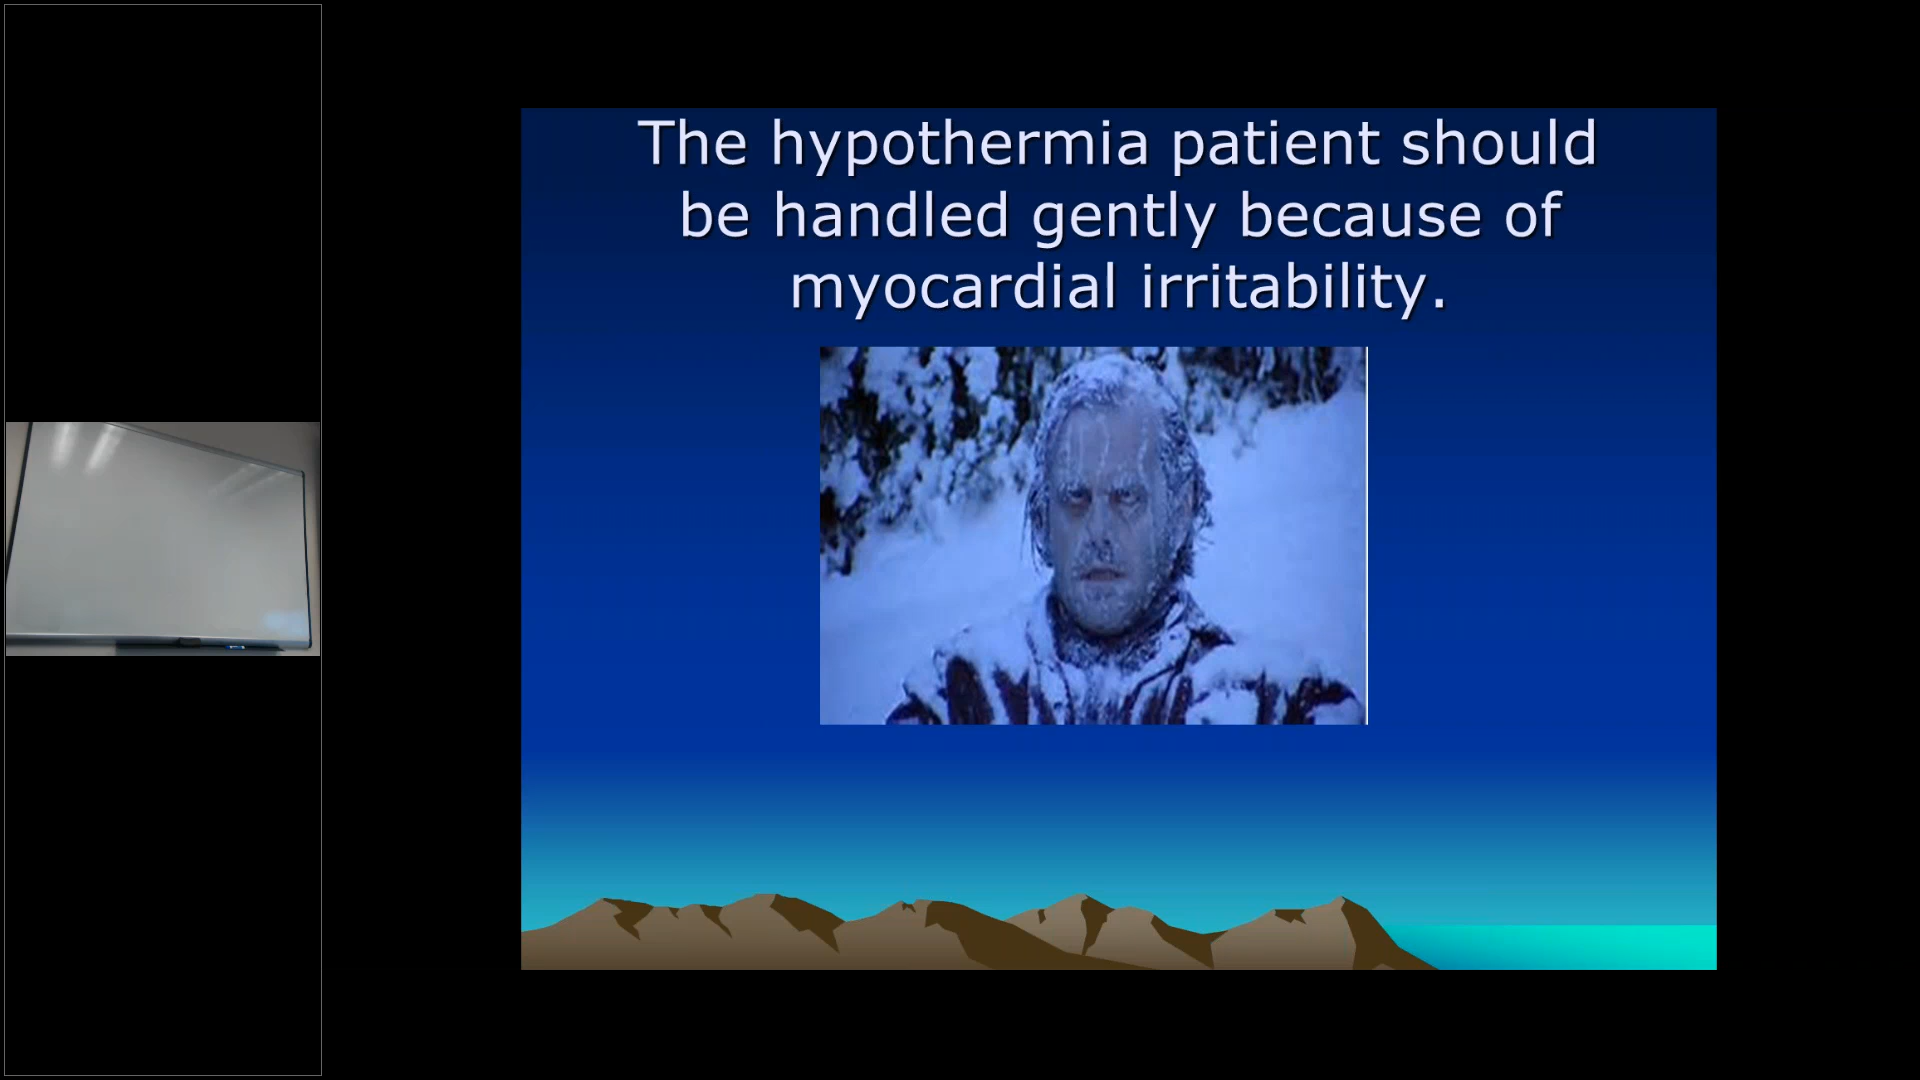 The hypothermia patient should
be handled gently because of
myocardial irritability.